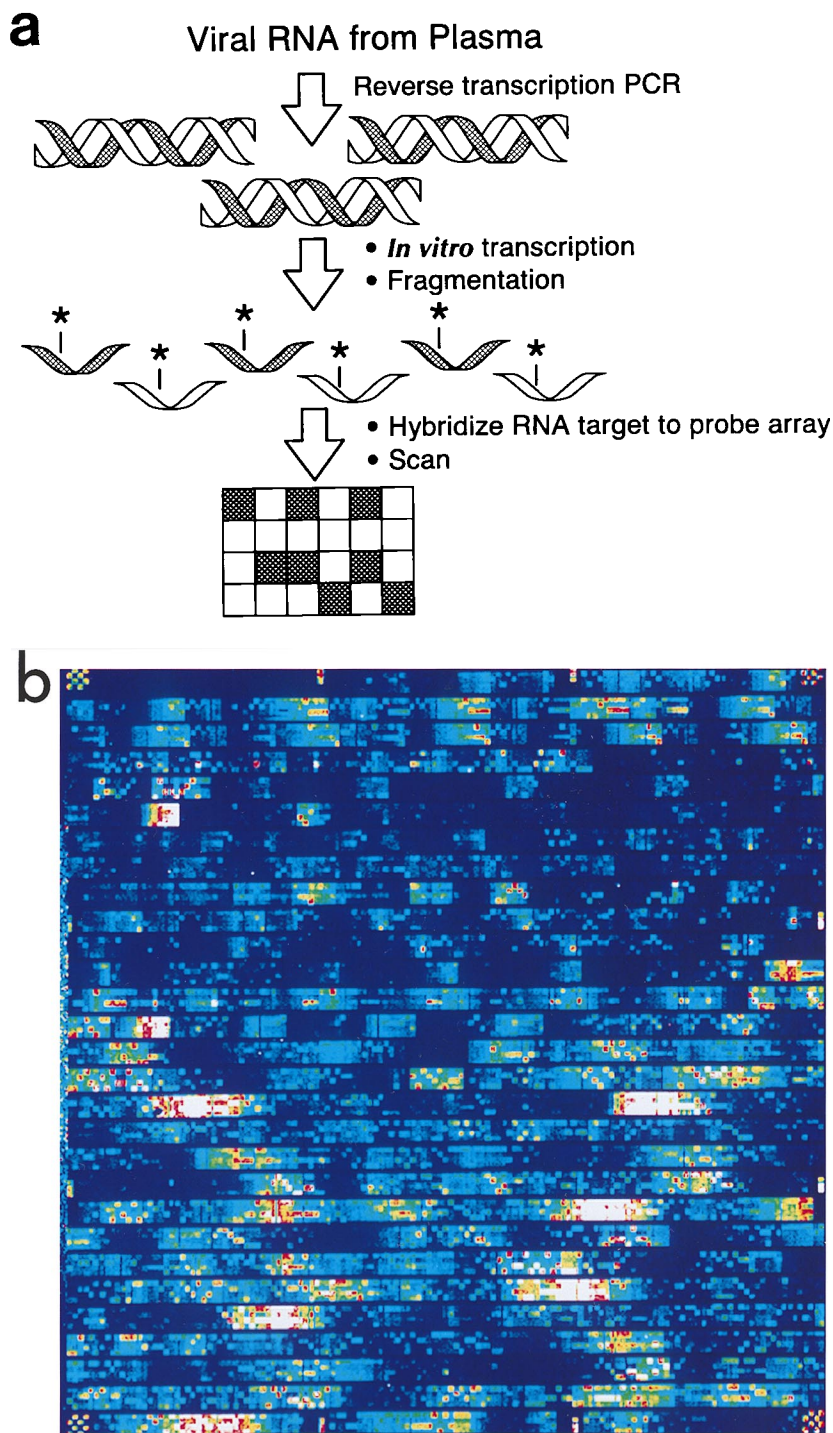 a
Viral RNA from Plasma
Reverse transcription PCR
• In vitro transcription
• Fragmentation
* * *
* * *
• Hybridize RNA target to probe array
• Scan
b